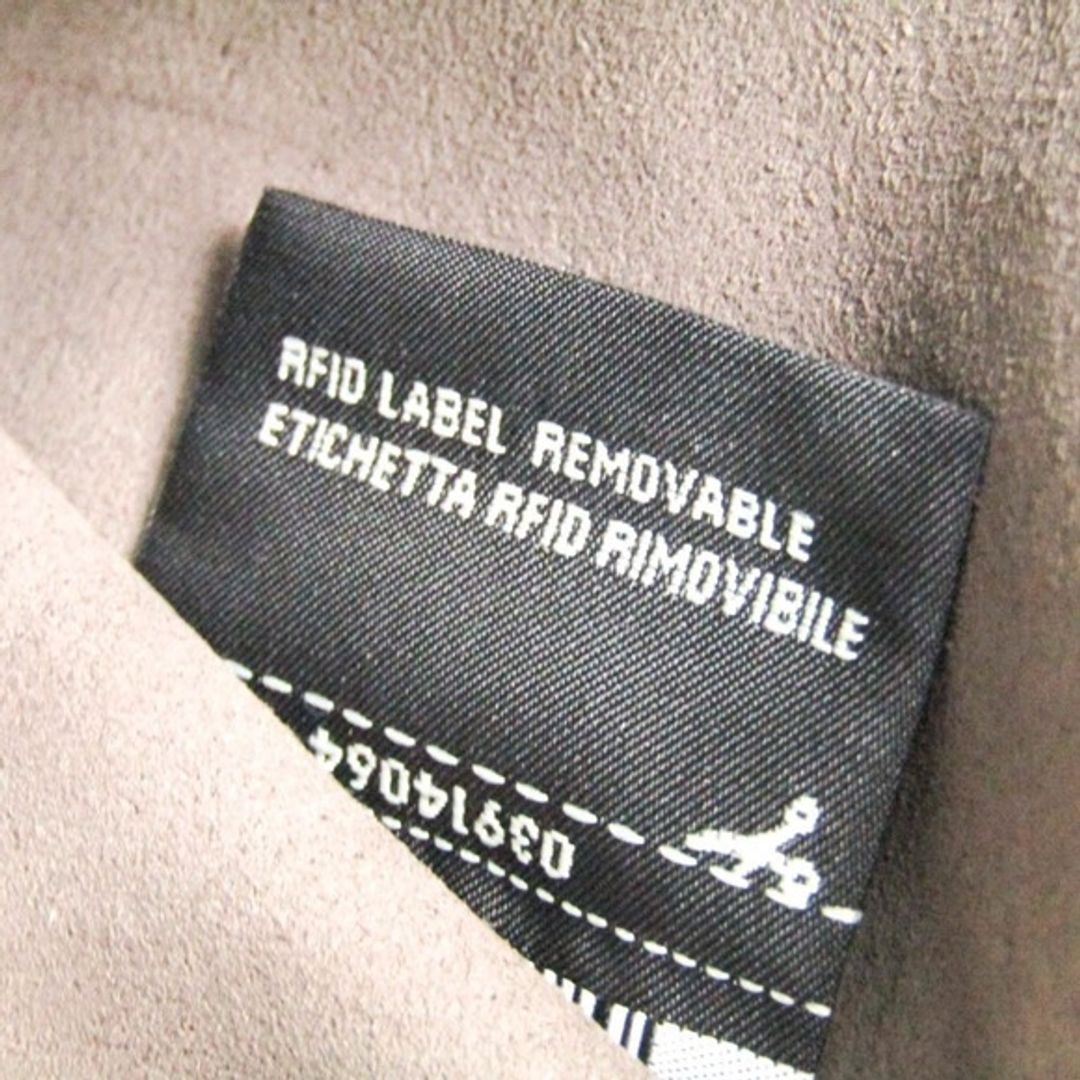 RFID LABEL REMOVABLE
ETICHETTA RFID RIMOVIBILE
03914064